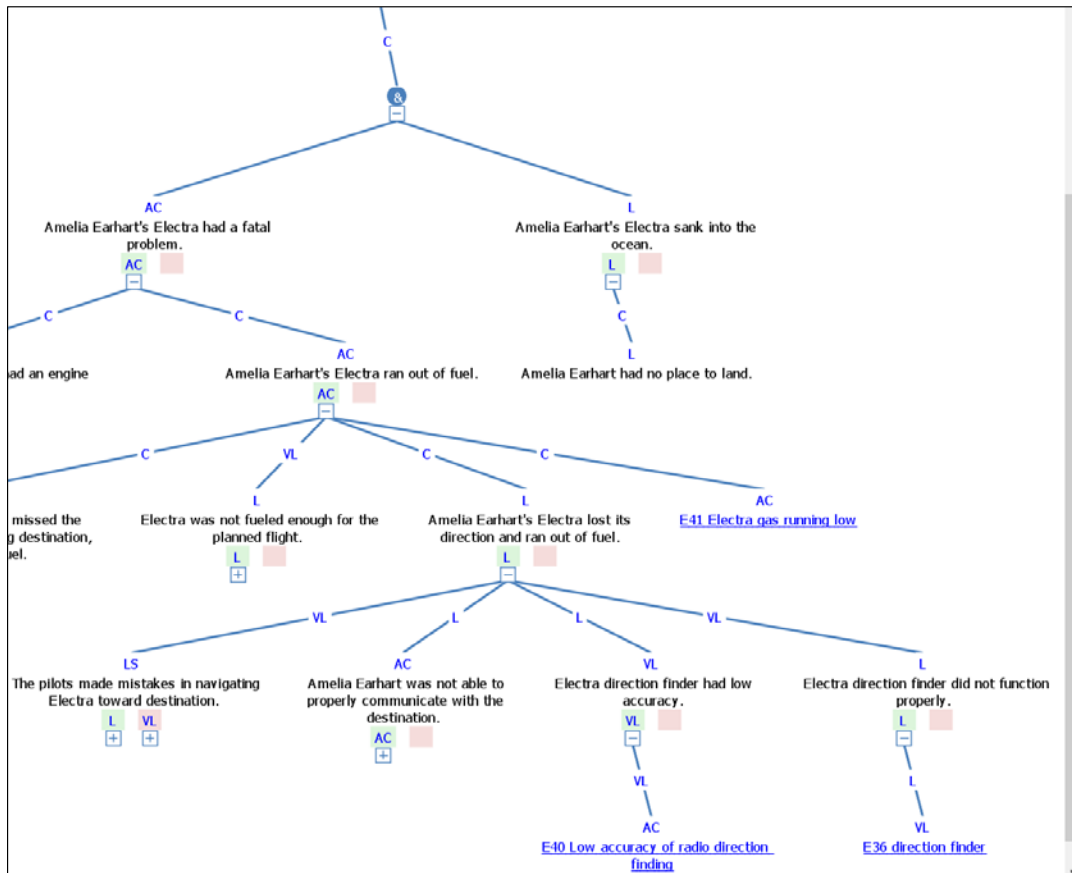 C
&
AC
L
Amelia Earhart's Electra had a fatal
problem.
Amelia Earhart's Electra sank into the
ocean.
AC
L
C
C
C
AC
L
ad an engine
Amelia Earhart's Electra ran out of fuel.
Amelia Earhart had no place to land.
AC
C
VL
C
C
L
L
AC
missed the
g destination,
uel.
Electra was not fueled enough for the
planned flight.
Amelia Earhart's Electra lost its
direction and ran out of fuel.
E41 Electra gas running low
L
L
VL
L
L
VL
LS
AC
VL
L
The pilots made mistakes in navigating
Electra toward destination.
Amelia Earhart was not able to
properly communicate with the
destination.
Electra direction finder had low
accuracy.
Electra direction finder did not function
properly.
L VL
AC
VL
L
VL
L
AC
VL
E40 Low accuracy of radio direction
finding
E36 direction finder